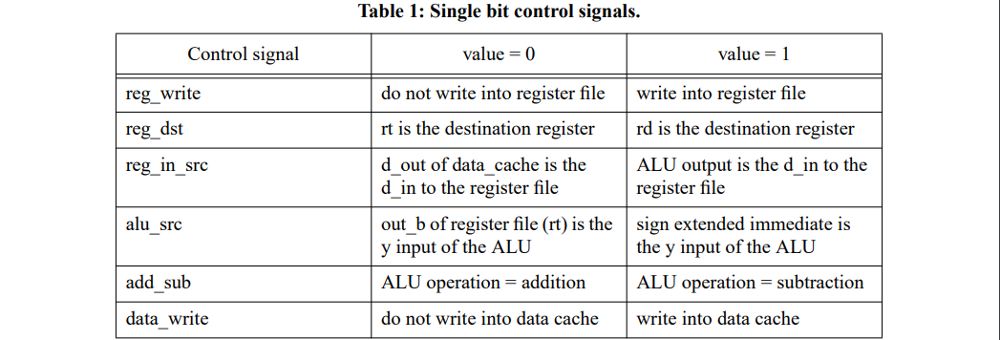 Table 1: Single bit control signals.
Control signal value = 0 value = 1
reg_write do not write into register file write into register file
reg_dst rt is the destination register rd is the destination register
reg_in_src d_out of data_cache is the ALU output is the d_in to the
d_in to the register file register file
alu_src out_b of register file (rt) is the sign extended immediate is
y input of the ALU the y input of the ALU
add_sub ALU operation = addition ALU operation = subtraction
data_write do not write into data cache write into data cache